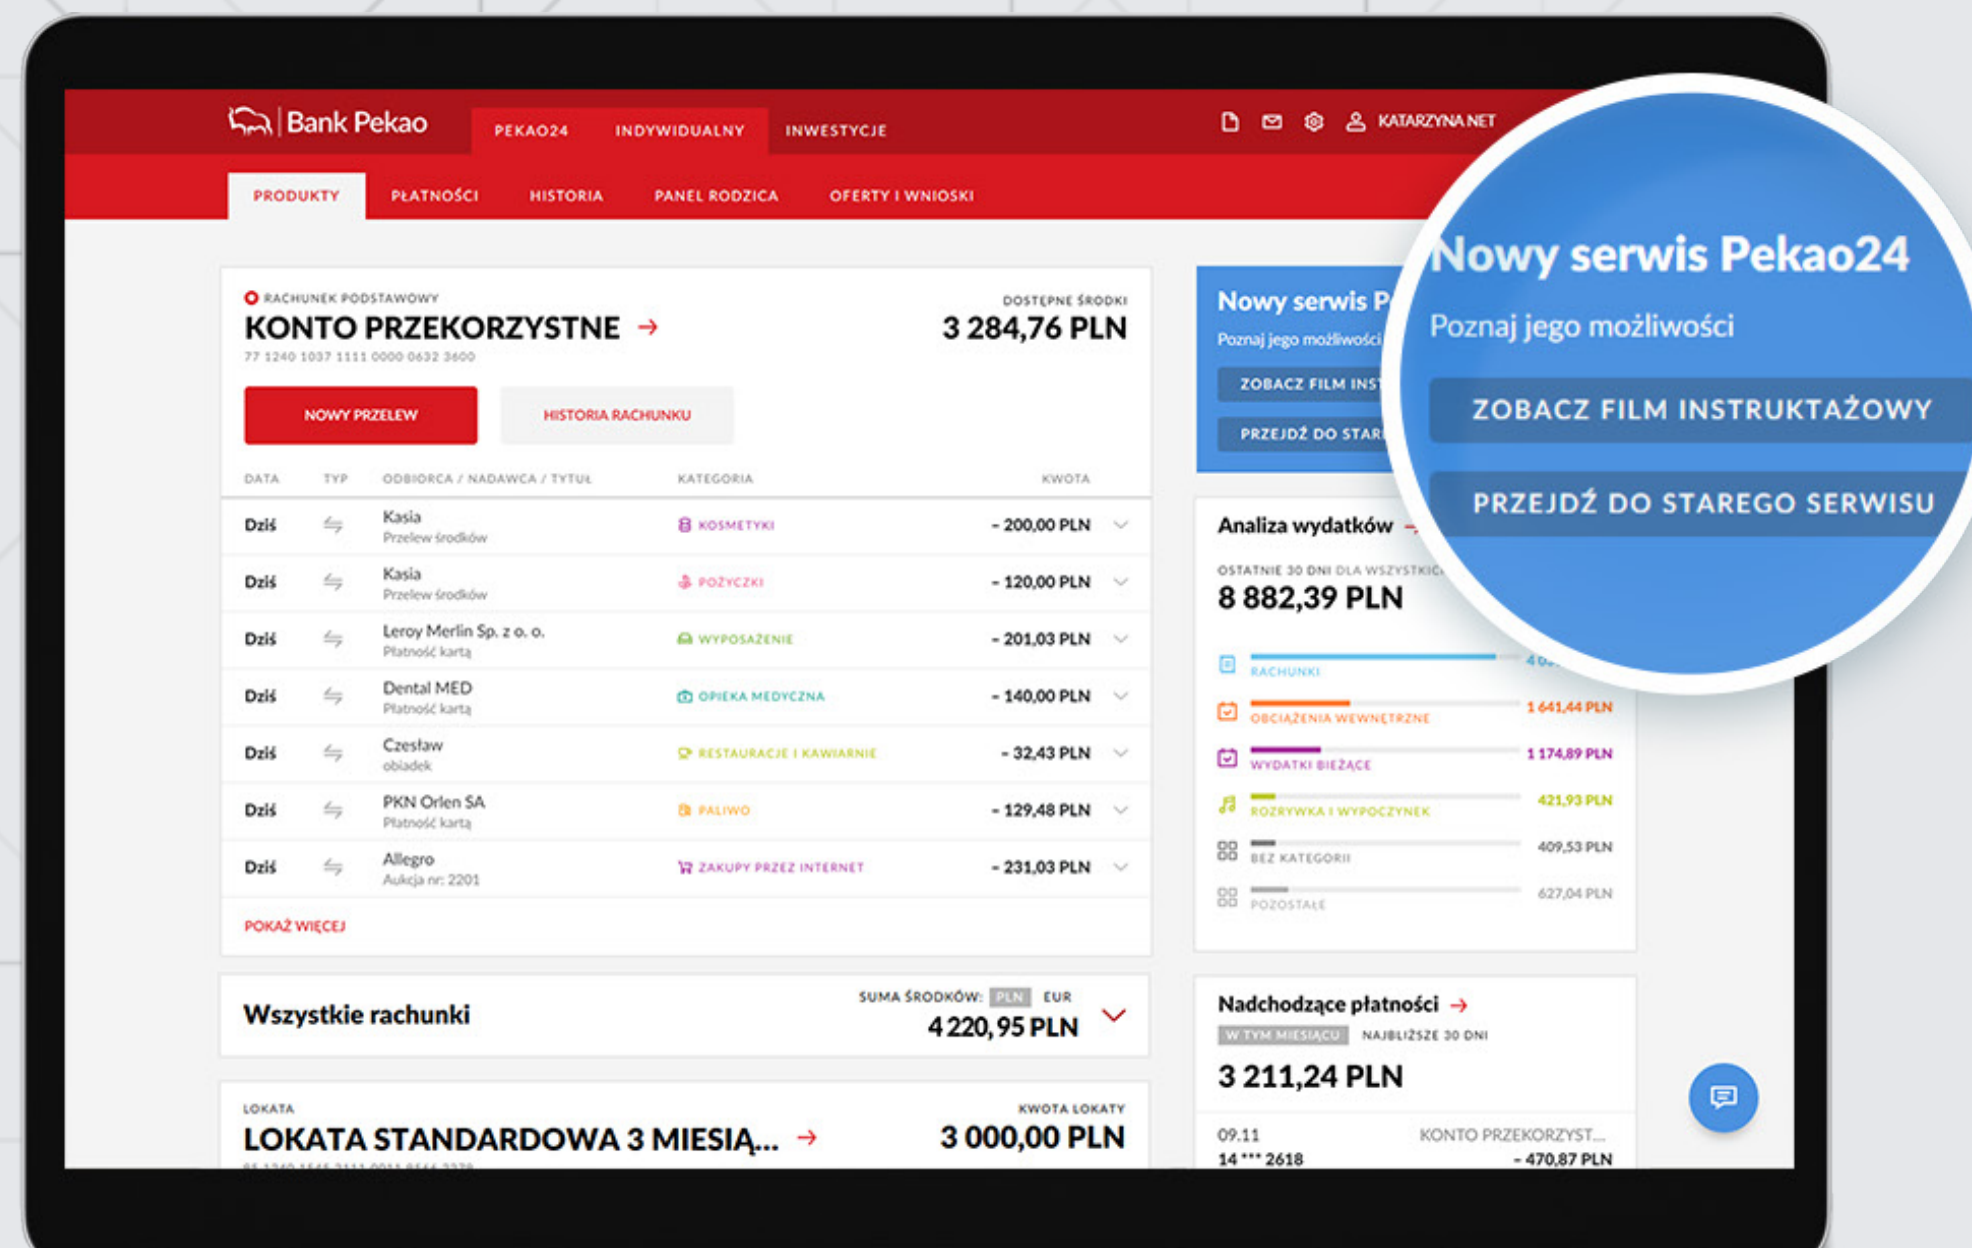 Bank Pekao
PEKAO24 INDYWIDUALNY INWESTYCJE
KATARZYNA NET
PRODUKTY PŁATNOŚCI HISTORIA PANEL RODZICA OFERTY I WNIOSKI
RACHUNEK PODSTAWOWY
KONTO PRZEKORZYSTNE
77 1240 1037 1111 0000 0632 3600
DOSTĘPNE ŚRODKI
3 284,76 PLN
NOWY PRZELEW HISTORIA RACHUNKU
DATA TYP ODBIORCA / NADAWCA / TYTUŁ KATEGORIA KWOTA
Dziś Kasia KOSMETYKI – 200,00 PLN
Przelew środków
Dziś Kasia POŻYCZKI – 120,00 PLN
Przelew środków
Dziś Leroy Merlin Sp. z o. o. WYPOSAŻENIE – 201,03 PLN
Płatność kartą
Dziś Dental MED OPIEKA MEDYCZNA – 140,00 PLN
Płatność kartą
Dziś Czesław RESTAURACJE I KAWIARNIE – 32,43 PLN
obiadek
Dziś PKN Orlen SA PALIWO – 129,48 PLN
Płatność kartą
Dziś Allegro ZAKUPY PRZEZ INTERNET – 231,03 PLN
Aukcja nr: 2201
POKAŻ WIĘCEJ
Wszystkie rachunki
SUMA ŚRODKÓW: PLN EUR
4 220,95 PLN
LOKATA
LOKATA STANDARDOWA 3 MIESIĄ...
KWOTA LOKATY
3 000,00 PLN
Nowy serwis P
Poznaj jego możliwości
ZOBACZ FILM INST
PRZEJDŹ DO STAR
Nowy serwis Pekao24
Poznaj jego możliwości
ZOBACZ FILM INSTRUKTAŻOWY
PRZEJDŹ DO STAREGO SERWISU
Analiza wydatków
OSTATNIE 30 DNI DLA WSZYSTKICH
8 882,39 PLN
RACHUNKI
OBCIĄŻENIA WEWNĘTRZNE 1 641,44 PLN
WYDATKI BIEŻĄCE 1 174,89 PLN
ROZRYWKA I WYPOCZYNEK 421,93 PLN
BEZ KATEGORII 409,53 PLN
POZOSTAŁE 627,04 PLN
Nadchodzące płatności
W TYM MIESIĄCU NAJBLIŻSZE 30 DNI
3 211,24 PLN
09.11 KONTO PRZEKORZYST...
14 *** 2618 – 470,87 PLN